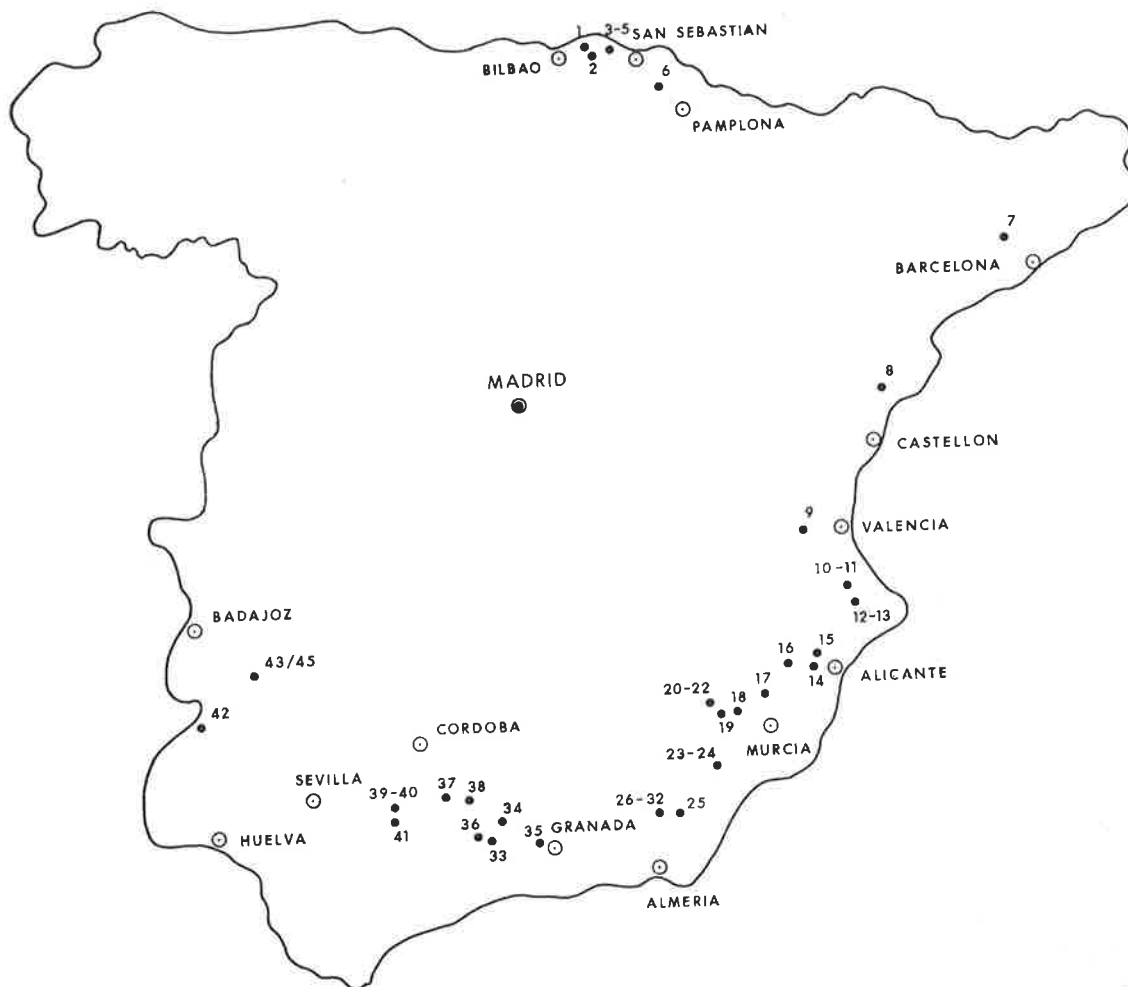 1
3-5
SAN SEBASTIAN
BILBAO
2
6
PAMPLONA
7
BARCELONA
MADRID
8
CASTELLON
9
VALENCIA
10-11
12-13
BADAJOZ
43/45
16
15
14
ALICANTE
42
20-22
19
18
17
MURCIA
CORDOBA
23-24
SEVILLA
39-40
41
37
38
34
36
33
35
GRANADA
26-32
25
HUELVA
ALMERIA